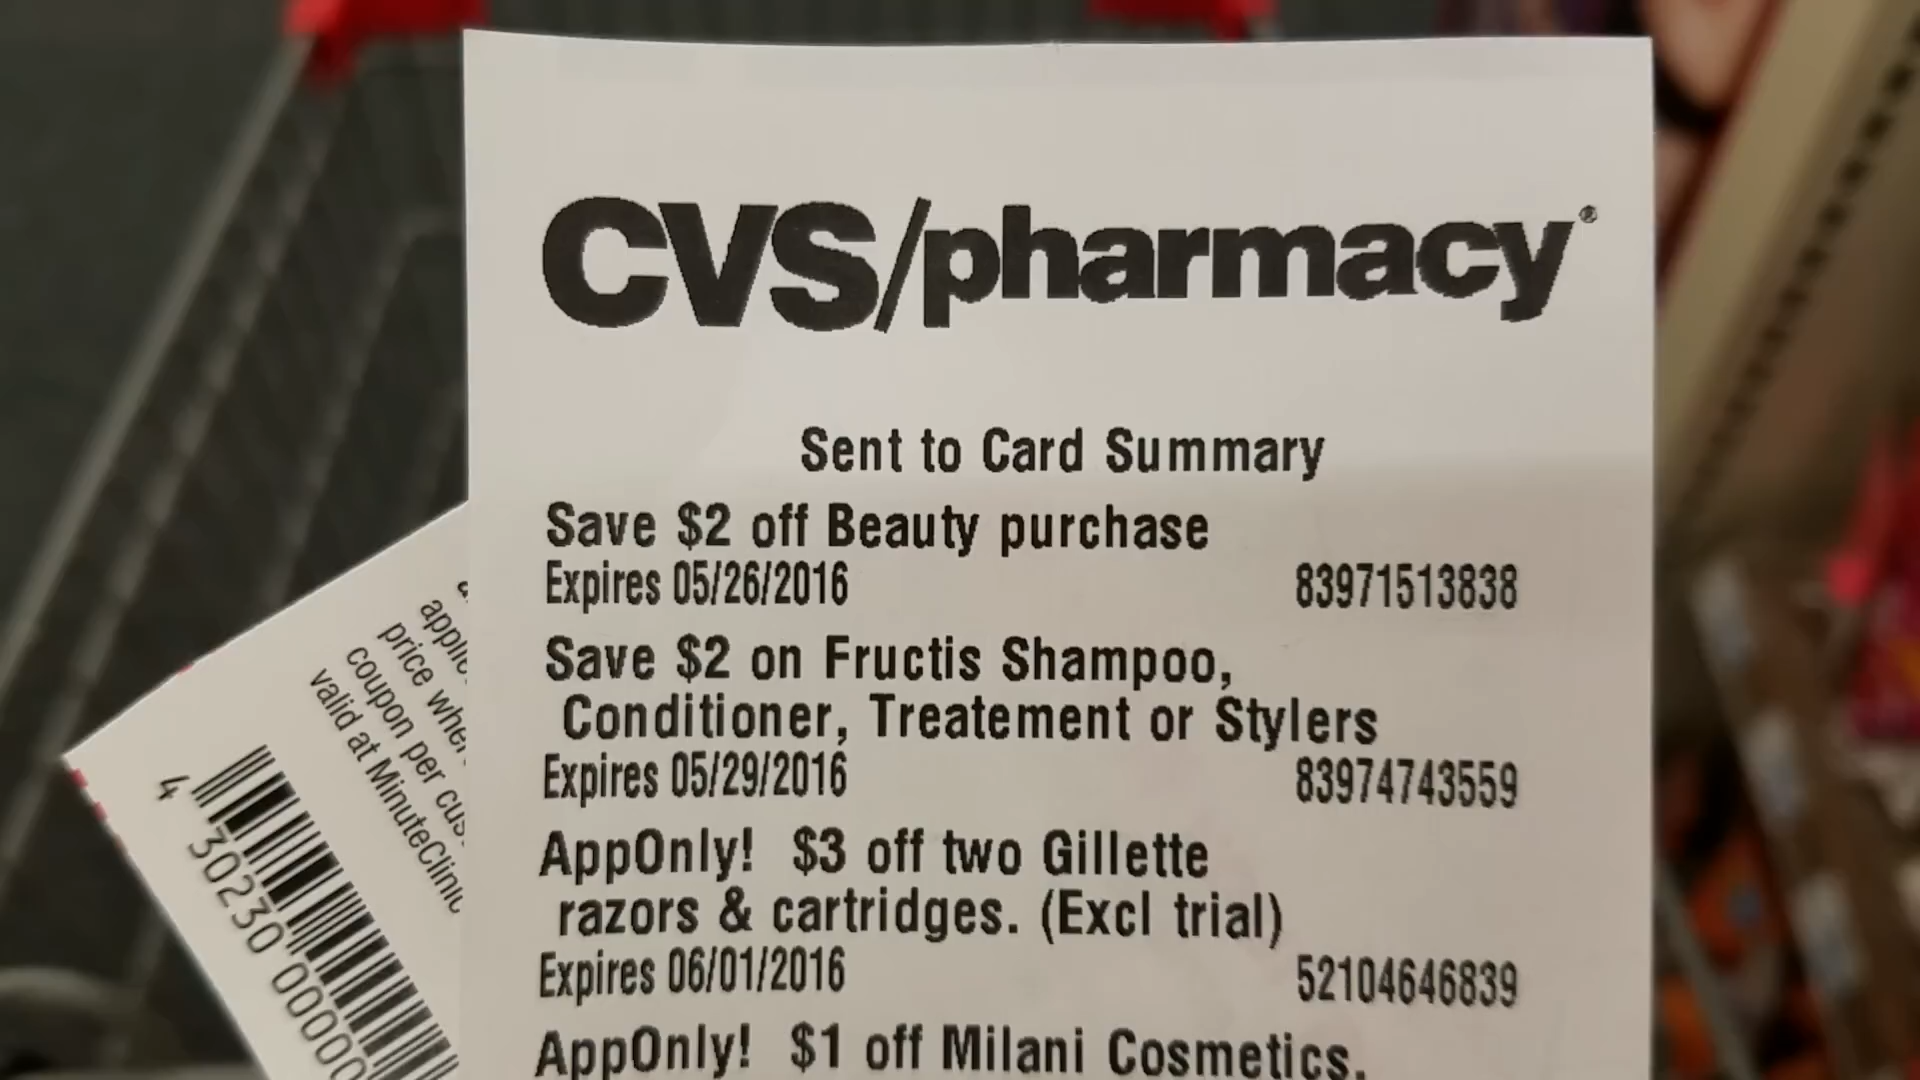 CVS/pharmacy®
Sent to Card Summary
Save $2 off Beauty purchase
Expires 05/26/2016 83971513838
Save $2 on Fructis Shampoo,
Conditioner, Treatement or Stylers
Expires 05/29/2016 83974743559
AppOnly! $3 off two Gillette
razors & cartridges. (Excl trial)
Expires 06/01/2016 52104646839
AppOnly! $1 off Milani Cosmetics.
applic
price when
coupon per cus
valid at MinuteClinic
4 30230 00000